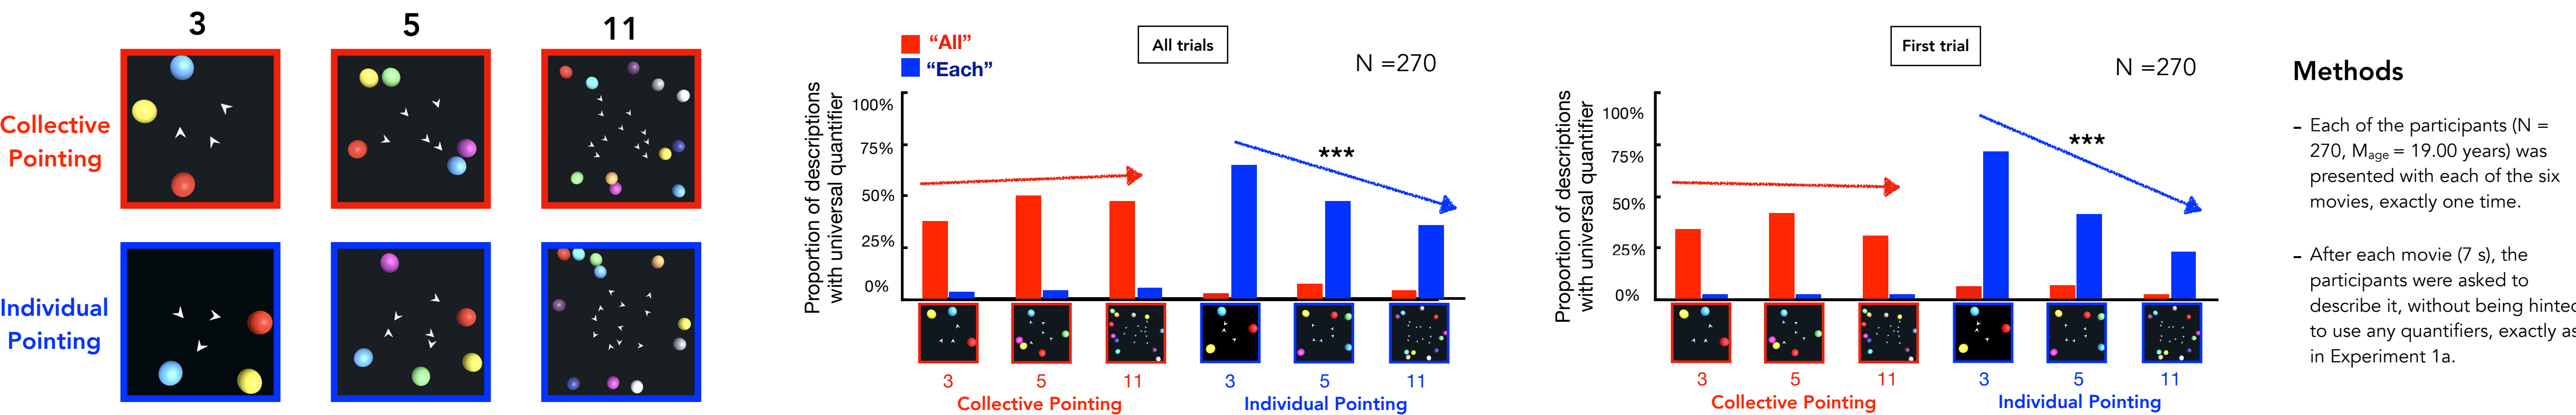 3
5
11
Collective
Pointing
Individual
Pointing
“All”
“Each”
All trials
N =270
Proportion of descriptions
with universal quantifier
100%
75%
50%
25%
0%
***
3
5
11
3
5
11
Collective Pointing
Individual Pointing
First trial
N =270
Proportion of descriptions
with universal quantifier
100%
75%
50%
25%
0%
***
3
5
11
3
5
11
Collective Pointing
Individual Pointing
Methods
- Each of the participants (N =
270, Mage = 19.00 years) was
presented with each of the six
movies, exactly one time.
- After each movie (7 s), the
participants were asked to
describe it, without being hinted
to use any quantifiers, exactly as
in Experiment 1a.